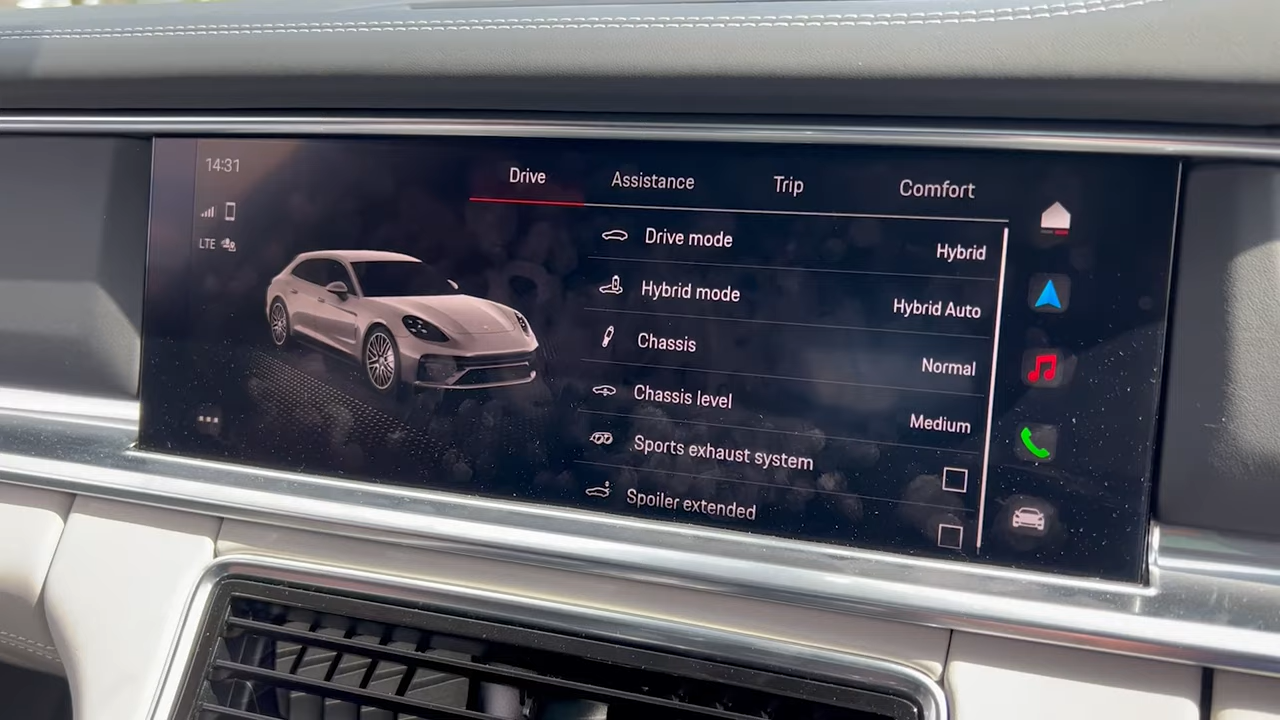 14:31
LTE
Drive Assistance Trip Comfort
Drive mode Hybrid
Hybrid mode Hybrid Auto
Chassis Normal
Chassis level Medium
Sports exhaust system
Spoiler extended